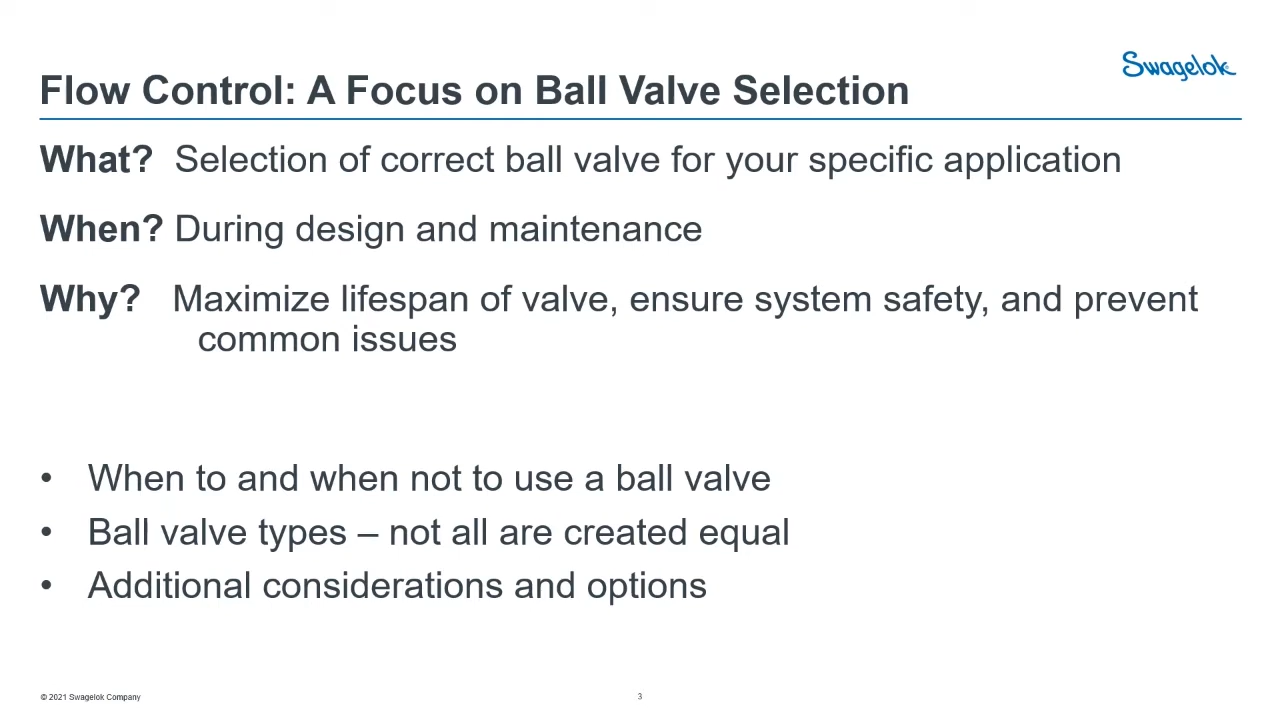 Swagelok
Flow Control: A Focus on Ball Valve Selection
What? Selection of correct ball valve for your specific application
When? During design and maintenance
Why? Maximize lifespan of valve, ensure system safety, and prevent
common issues
• When to and when not to use a ball valve
• Ball valve types – not all are created equal
• Additional considerations and options
© 2021 Swagelok Company
3